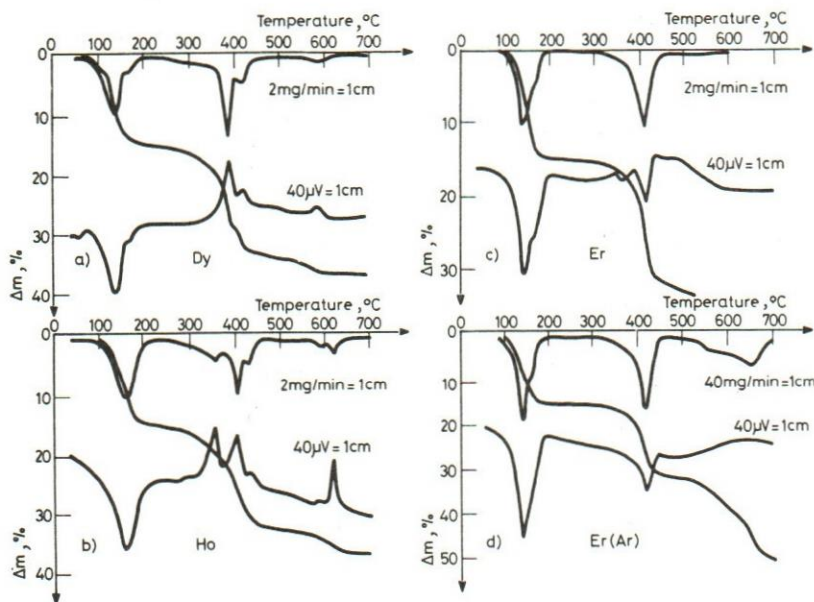 Temperature, °C
0 100 200 300 400 500 600 700
0
10
20
30
40
Δm, %
2mg/min = 1cm
40μV = 1cm
a) Dy
Temperature, °C
0 100 200 300 400 500 600 700
0
10
20
30
Δm, %
2mg/min = 1cm
40μV = 1cm
c) Er
Temperature, °C
0 100 200 300 400 500 600 700
0
10
20
30
40
Δm, %
2mg/min = 1cm
40μV = 1cm
b) Ho
Temperature, °C
0 100 200 300 400 500 600 700
0
10
20
30
40
50
Δm, %
40mg/min = 1cm
40μV = 1cm
d) Er (Ar)